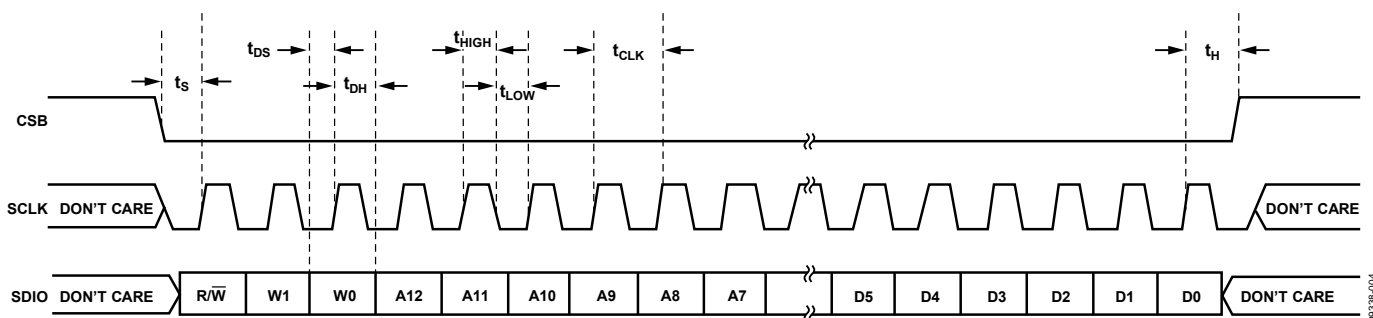 tDS
tHIGH
tCLK
tH
tS
tDH
tLOW
CSB
SCLK DON'T CARE DON'T CARE
SDIO DON'T CARE R/W̅ W1 W0 A12 A11 A10 A9 A8 A7 D5 D4 D3 D2 D1 D0 DON'T CARE